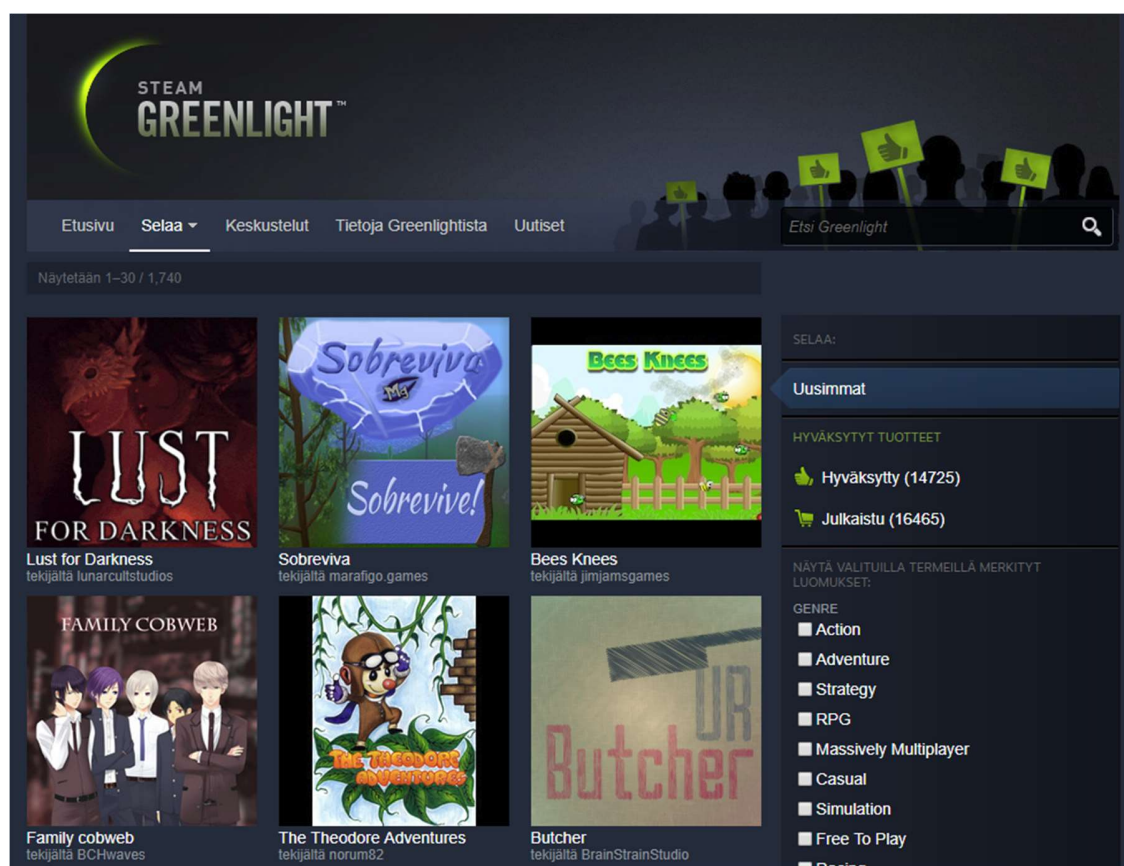 STEAM
GREENLIGHT™
Etusivu Selaa Keskustelut Tietoja Greenlightista Uutiset
Etsi Greenlight
Näytetään 1–30 / 1,740
LUST
FOR DARKNESS
Lust for Darkness
tekijältä lunarcultstudios
Sobreviva
Mg
Sobrevive!
Sobreviva
tekijältä marafigo.games
Bees Knees
Bees Knees
tekijältä jimjamsgames
FAMILY COBWEB
Family cobweb
tekijältä BCHwaves
THE THEODORE
ADVENTURES
The Theodore Adventures
tekijältä norum82
UR
Butcher
Butcher
tekijältä BrainStrainStudio
SELAA:
Uusimmat
HYVÄKSYTYT TUOTTEET
Hyväksytty (14725)
Julkaistu (16465)
NÄYTÄ VALITUILLA TERMEILLÄ MERKITYT
LUOMUKSET:
GENRE
Action
Adventure
Strategy
RPG
Massively Multiplayer
Casual
Simulation
Free To Play